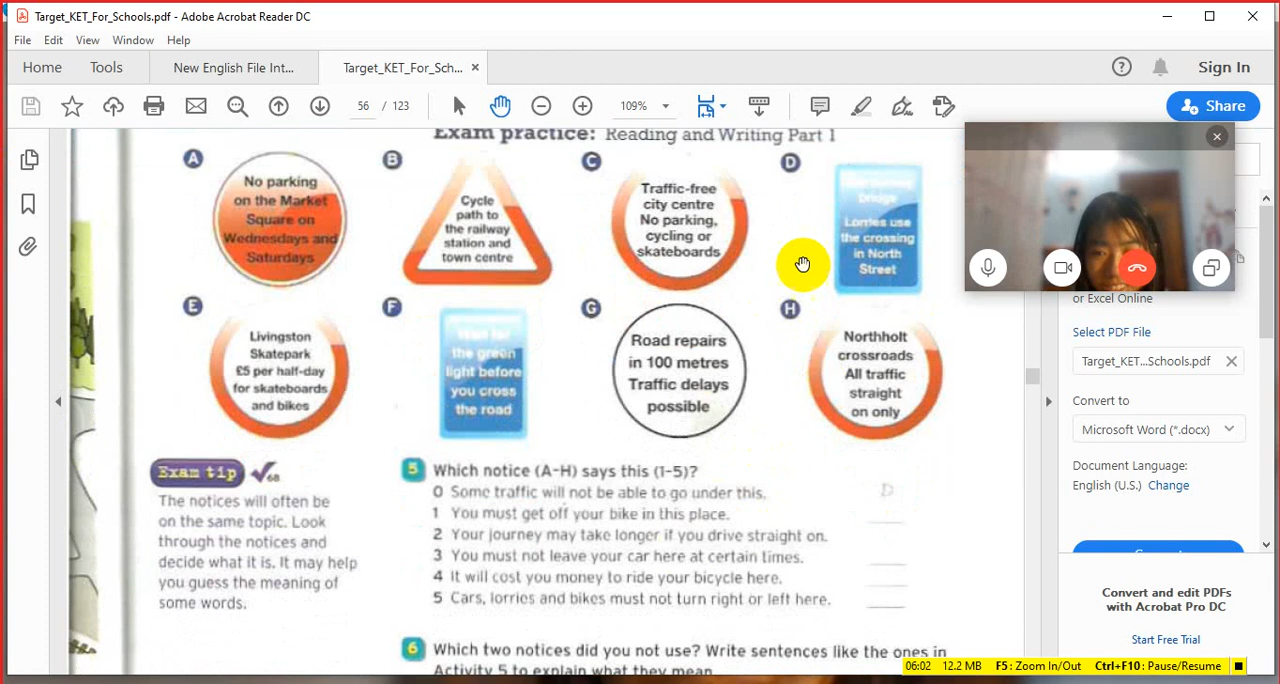 Target_KET_For_Schools.pdf - Adobe Acrobat Reader DC
File Edit View Window Help
Home Tools New English File Int... Target_KET_For_Sch... ×
Sign In
56 / 123 109% Share
Exam practice: Reading and Writing Part 1
A
No parking
on the Market
Square on
Wednesdays and
Saturdays
B
Cycle
path to
the railway
station and
town centre
C
Traffic-free
city centre
No parking,
cycling or
skateboards
D
bridge
Lorries use
the crossing
in North
Street
E
Livingston
Skatepark
£5 per half-day
for skateboards
and bikes
F
Wait for
the green
light before
you cross
the road
G
Road repairs
in 100 metres
Traffic delays
possible
H
Northholt
crossroads
All traffic
straight
on only
Exam tip
The notices will often be
on the same topic. Look
through the notices and
decide what it is. It may help
you guess the meaning of
some words.
5 Which notice (A-H) says this (1-5)?
0 Some traffic will not be able to go under this. D
1 You must get off your bike in this place.
2 Your journey may take longer if you drive straight on.
3 You must not leave your car here at certain times.
4 It will cost you money to ride your bicycle here.
5 Cars, lorries and bikes must not turn right or left here.
6 Which two notices did you not use? Write sentences like the ones in
Activity 5 to explain what they mean.
or Excel Online
Select PDF File
Target_KET...Schools.pdf
Convert to
Microsoft Word (*.docx)
Document Language:
English (U.S.) Change
Convert and edit PDFs
with Acrobat Pro DC
Start Free Trial
06:02 12.2 MB F5: Zoom In/Out Ctrl+F10: Pause/Resume